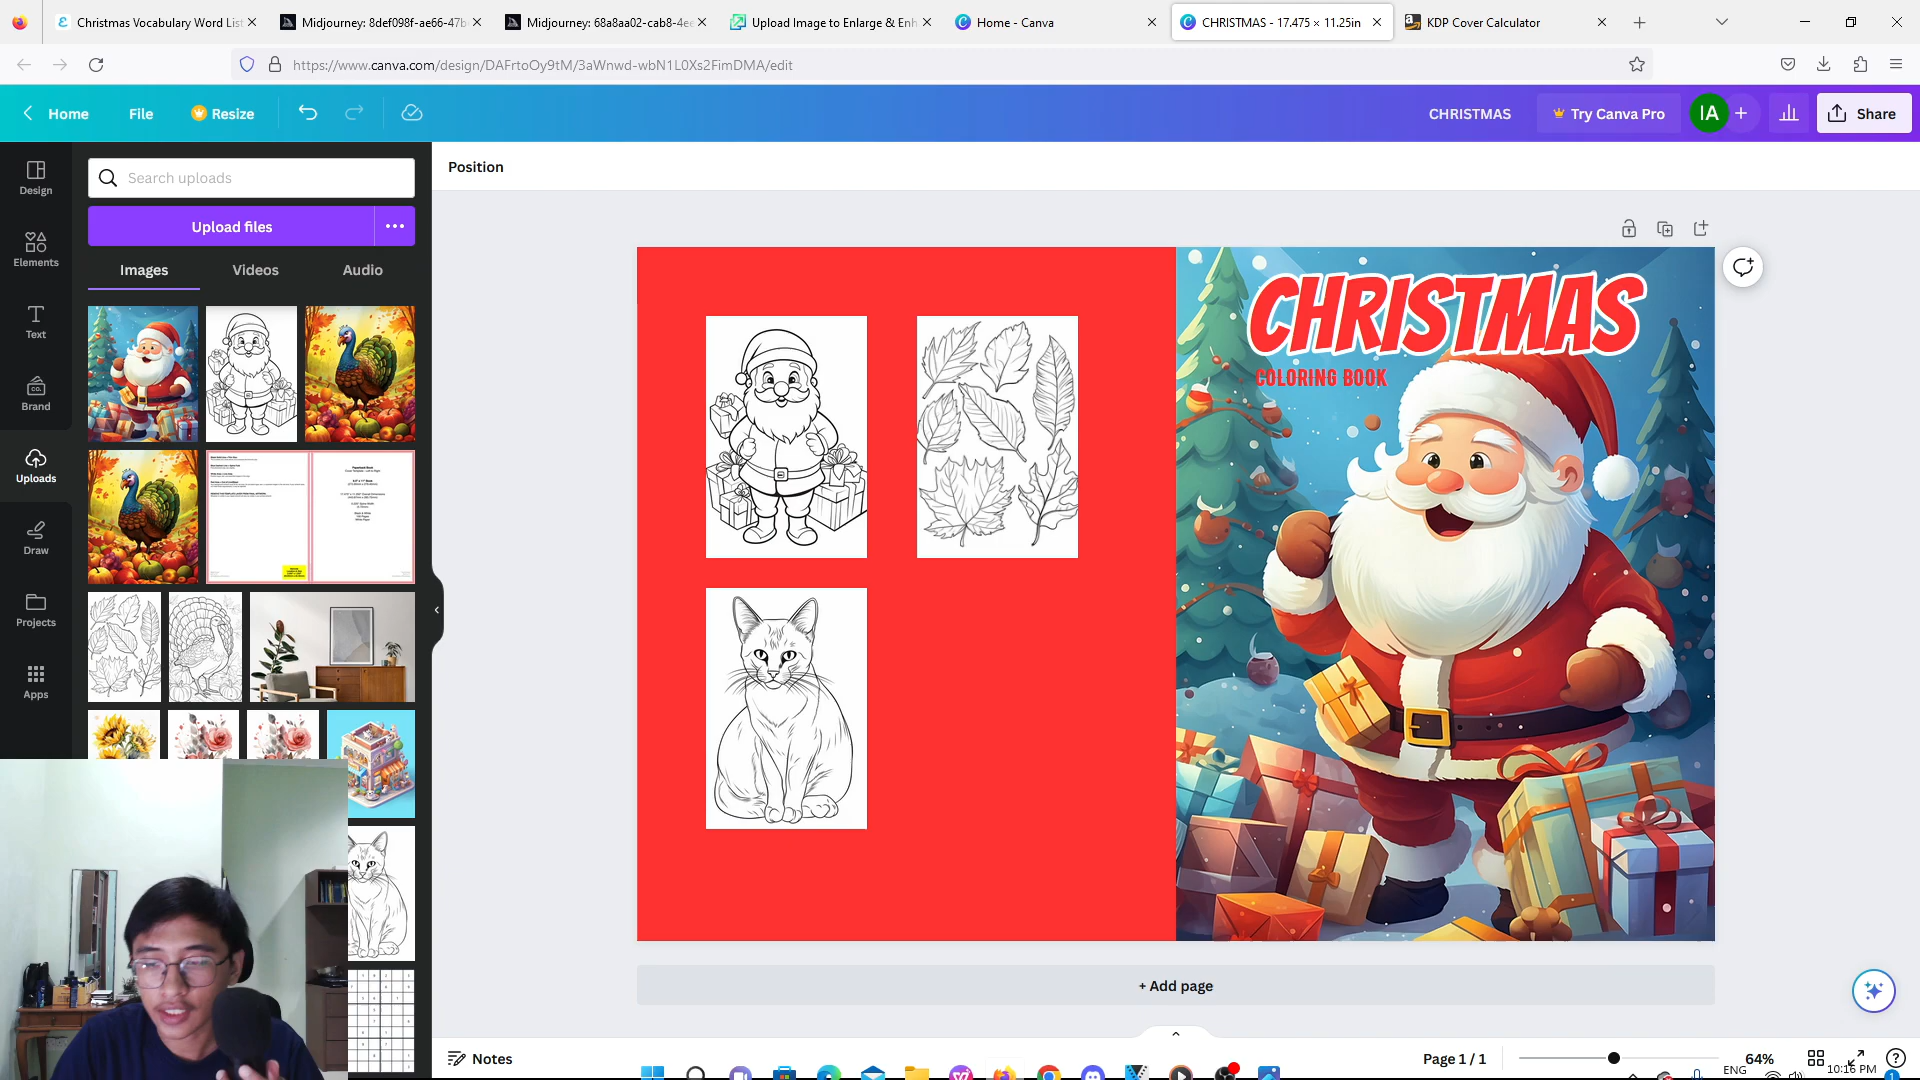 Christmas Vocabulary Word List
Midjourney: 8def098f-ae66-47b
Midjourney: 68a8aa02-cab8-4ee
Upload Image to Enlarge & Enh
Home - Canva
CHRISTMAS - 17.475 × 11.25in
KDP Cover Calculator
https://www.canva.com/design/DAFrtoOy9tM/3aWnwd-wbN1L0Xs2FimDMA/edit
Home
File
Resize
CHRISTMAS
Try Canva Pro
IA
Share
Design
Elements
Text
Brand
Uploads
Draw
Projects
Apps
Search uploads
Upload files
Images
Videos
Audio
Position
CHRISTMAS
COLORING BOOK
+ Add page
Notes
Page 1 / 1
64%
ENG
10:16 PM